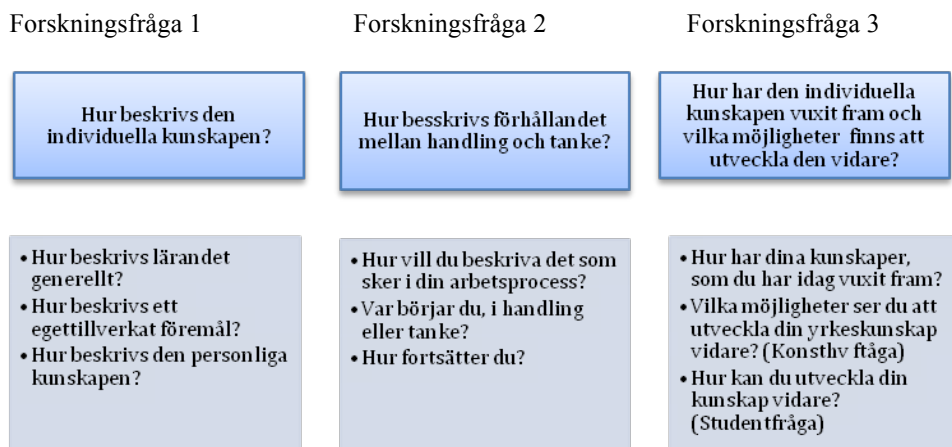 Forskningsfråga 1
Forskningsfråga 2
Forskningsfråga 3
Hur beskrivs den
individuella kunskapen?
Hur besskrivs förhållandet
mellan handling och tanke?
Hur har den individuella
kunskapen vuxit fram och
vilka möjligheter finns att
utveckla den vidare?
• Hur beskrivs lärandet
generellt?
• Hur beskrivs ett
egettillverkat föremål?
• Hur beskrivs den personliga
kunskapen?
• Hur vill du beskriva det som
sker i din arbetsprocess?
• Var börjar du, i handling
eller tanke?
• Hur fortsätter du?
• Hur har dina kunskaper,
som du har idag vuxit fram?
• Vilka möjligheter ser du att
utveckla din yrkeskunskap
vidare? (Konsthv ftåga)
• Hur kan du utveckla din
kunskap vidare?
(Studentfråga)